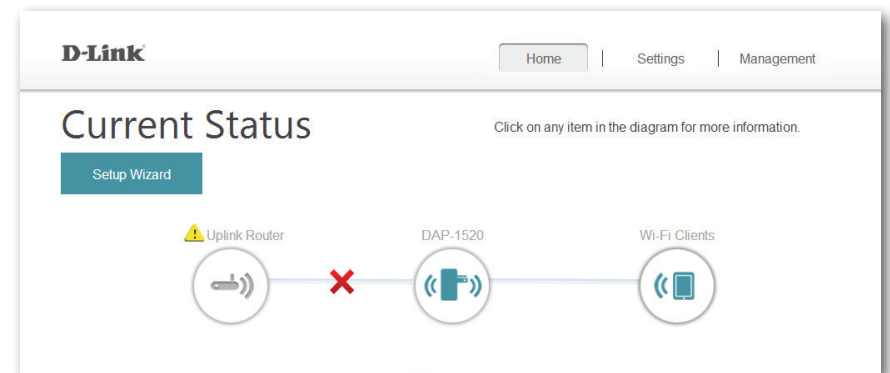 D-Link
Home | Settings | Management
Current Status
Click on any item in the diagram for more information.
Setup Wizard
Uplink Router
DAP-1520
Wi-Fi Clients